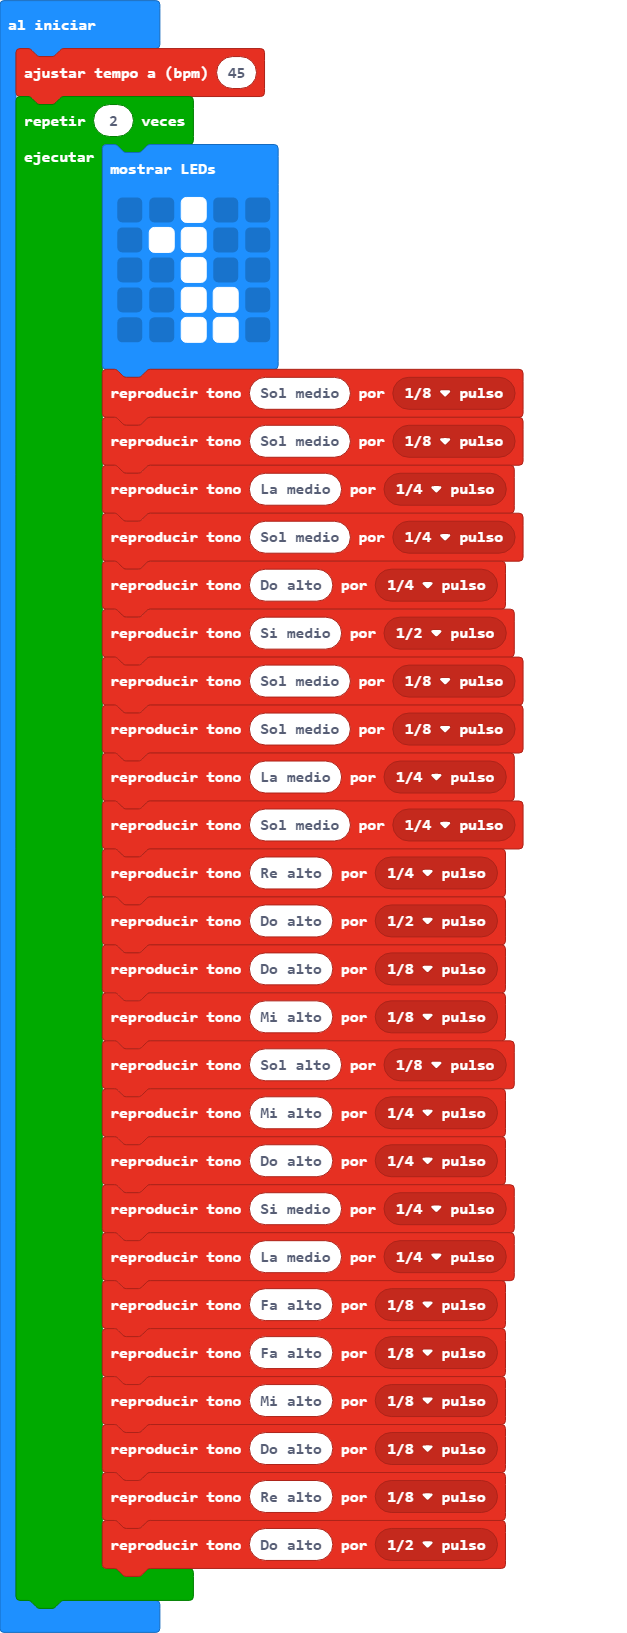 al iniciar
ajustar tempo a (bpm) 45
repetir 2 veces
ejecutar
mostrar LEDs
reproducir tono Sol medio por 1/8 pulso
reproducir tono Sol medio por 1/8 pulso
reproducir tono La medio por 1/4 pulso
reproducir tono Sol medio por 1/4 pulso
reproducir tono Do alto por 1/4 pulso
reproducir tono Si medio por 1/2 pulso
reproducir tono Sol medio por 1/8 pulso
reproducir tono Sol medio por 1/8 pulso
reproducir tono La medio por 1/4 pulso
reproducir tono Sol medio por 1/4 pulso
reproducir tono Re alto por 1/4 pulso
reproducir tono Do alto por 1/2 pulso
reproducir tono Do alto por 1/8 pulso
reproducir tono Mi alto por 1/8 pulso
reproducir tono Sol alto por 1/8 pulso
reproducir tono Mi alto por 1/4 pulso
reproducir tono Do alto por 1/4 pulso
reproducir tono Si medio por 1/4 pulso
reproducir tono La medio por 1/4 pulso
reproducir tono Fa alto por 1/8 pulso
reproducir tono Fa alto por 1/8 pulso
reproducir tono Mi alto por 1/8 pulso
reproducir tono Do alto por 1/8 pulso
reproducir tono Re alto por 1/8 pulso
reproducir tono Do alto por 1/2 pulso